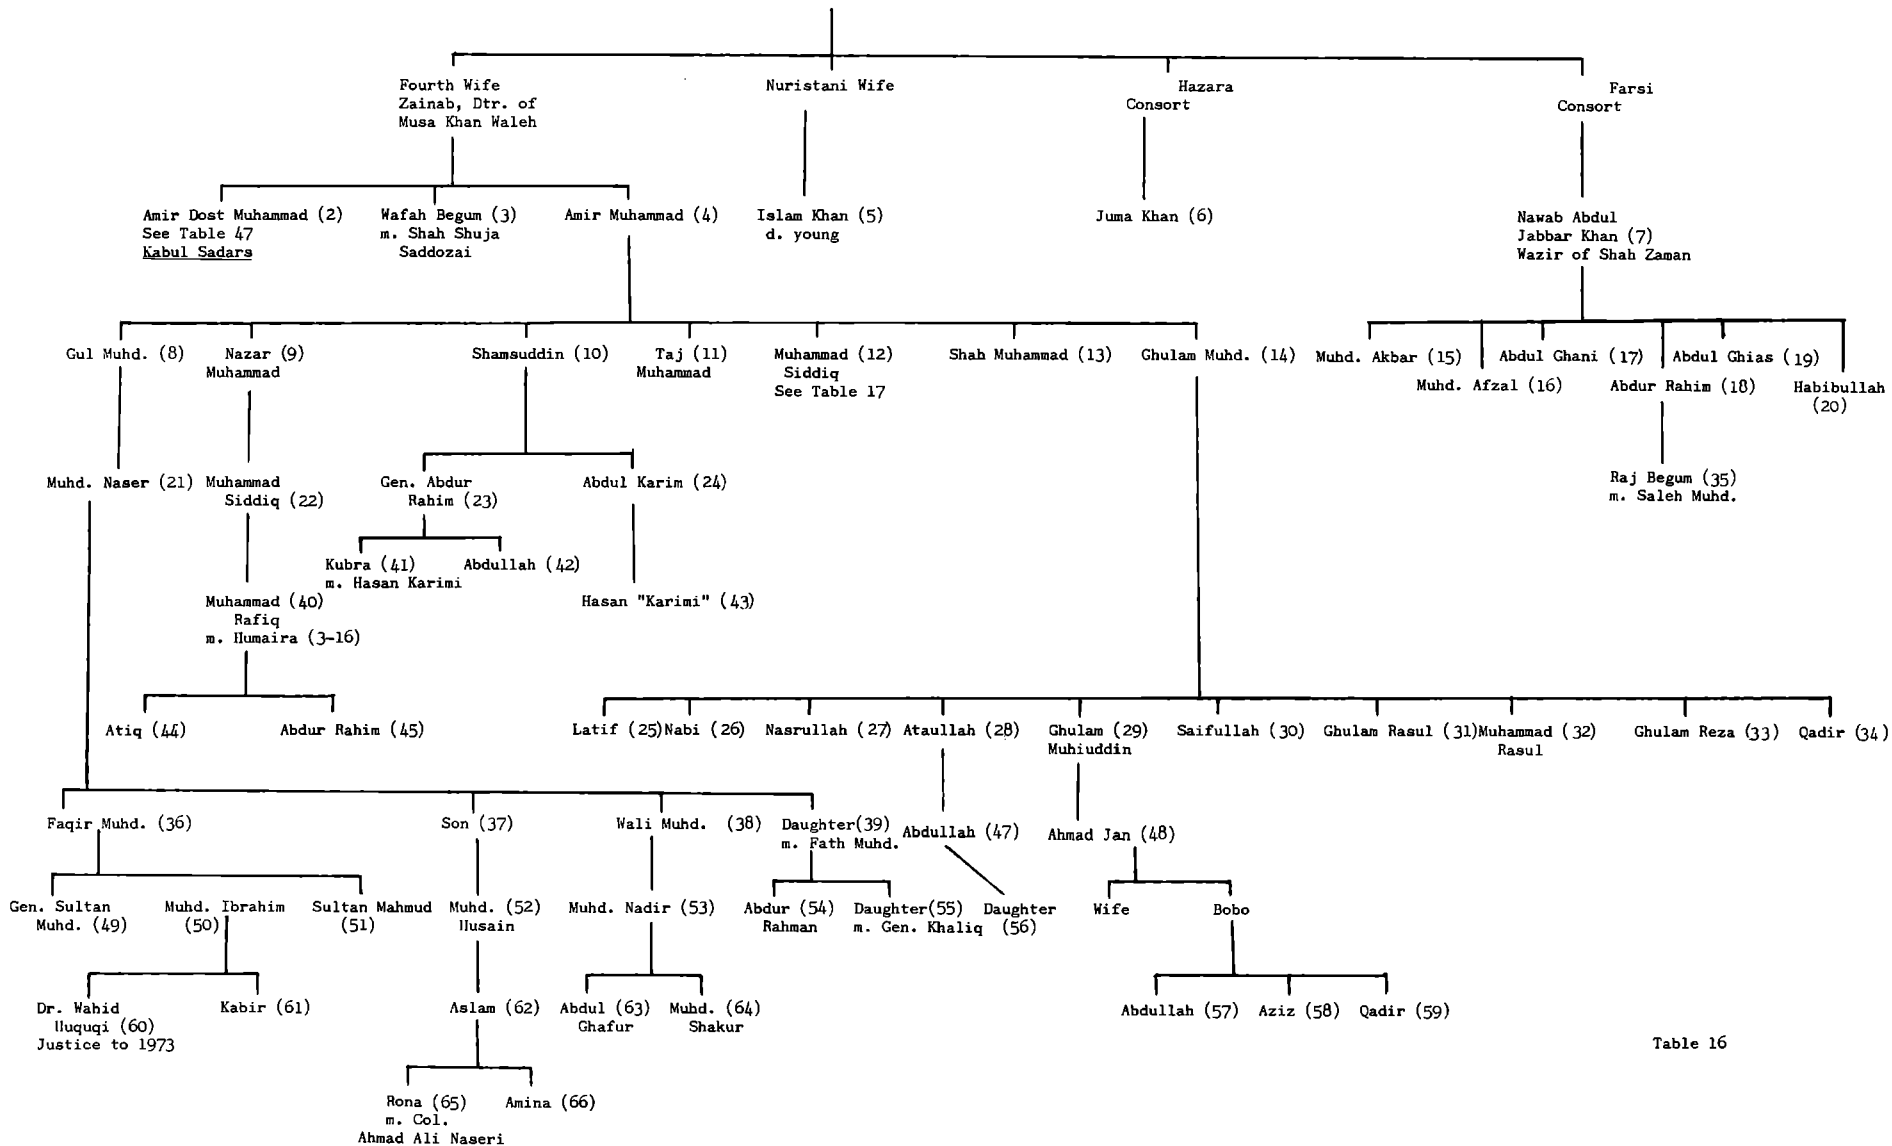 Fourth Wife
Zainab, Dtr. of
Musa Khan Waleh
Nuristani Wife
Hazara
Consort
Farsi
Consort
Amir Dost Muhammad (2)
See Table 47
Kabul Sadars
Wafah Begum (3)
m. Shah Shuja
Saddozai
Amir Muhammad (4)
Islam Khan (5)
d. young
Juma Khan (6)
Nawab Abdul
Jabbar Khan (7)
Wazir of Shah Zaman
Gul Muhd. (8)
Nazar (9)
Muhammad
Shamsuddin (10)
Taj (11)
Muhammad
Muhammad (12)
Siddiq
See Table 17
Shah Muhammad (13)
Ghulam Muhd. (14)
Muhd. Akbar (15)
Muhd. Afzal (16)
Abdul Ghani (17)
Abdur Rahim (18)
Abdul Ghias (19)
Habibullah
(20)
Muhd. Naser (21)
Muhammad
Siddiq (22)
Gen. Abdur
Rahim (23)
Abdul Karim (24)
Raj Begum (35)
m. Saleh Muhd.
Kubra (41)
m. Hasan Karimi
Abdullah (42)
Hasan "Karimi" (43)
Muhammad (40)
Rafiq
m. Humaira (3-16)
Atiq (44)
Abdur Rahim (45)
Latif (25)
Nabi (26)
Nasrullah (27)
Ataullah (28)
Ghulam (29)
Muhiuddin
Saifullah (30)
Ghulam Rasul (31)
Muhammad (32)
Rasul
Ghulam Reza (33)
Qadir (34)
Faqir Muhd. (36)
Son (37)
Wali Muhd. (38)
Daughter(39)
m. Fath Muhd.
Abdullah (47)
Ahmad Jan (48)
Gen. Sultan
Muhd. (49)
Muhd. Ibrahim
(50)
Sultan Mahmud
(51)
Muhd. (52)
Husain
Muhd. Nadir (53)
Abdur (54)
Rahman
Daughter(55)
m. Gen. Khaliq
Daughter
(56)
Wife
Bobo
Dr. Wahid
Huquqi (60)
Justice to 1973
Kabir (61)
Aslam (62)
Abdul (63)
Ghafur
Muhd. (64)
Shakur
Abdullah (57)
Aziz (58)
Qadir (59)
Table 16
Rona (65)
m. Col.
Ahmad Ali Naseri
Amina (66)